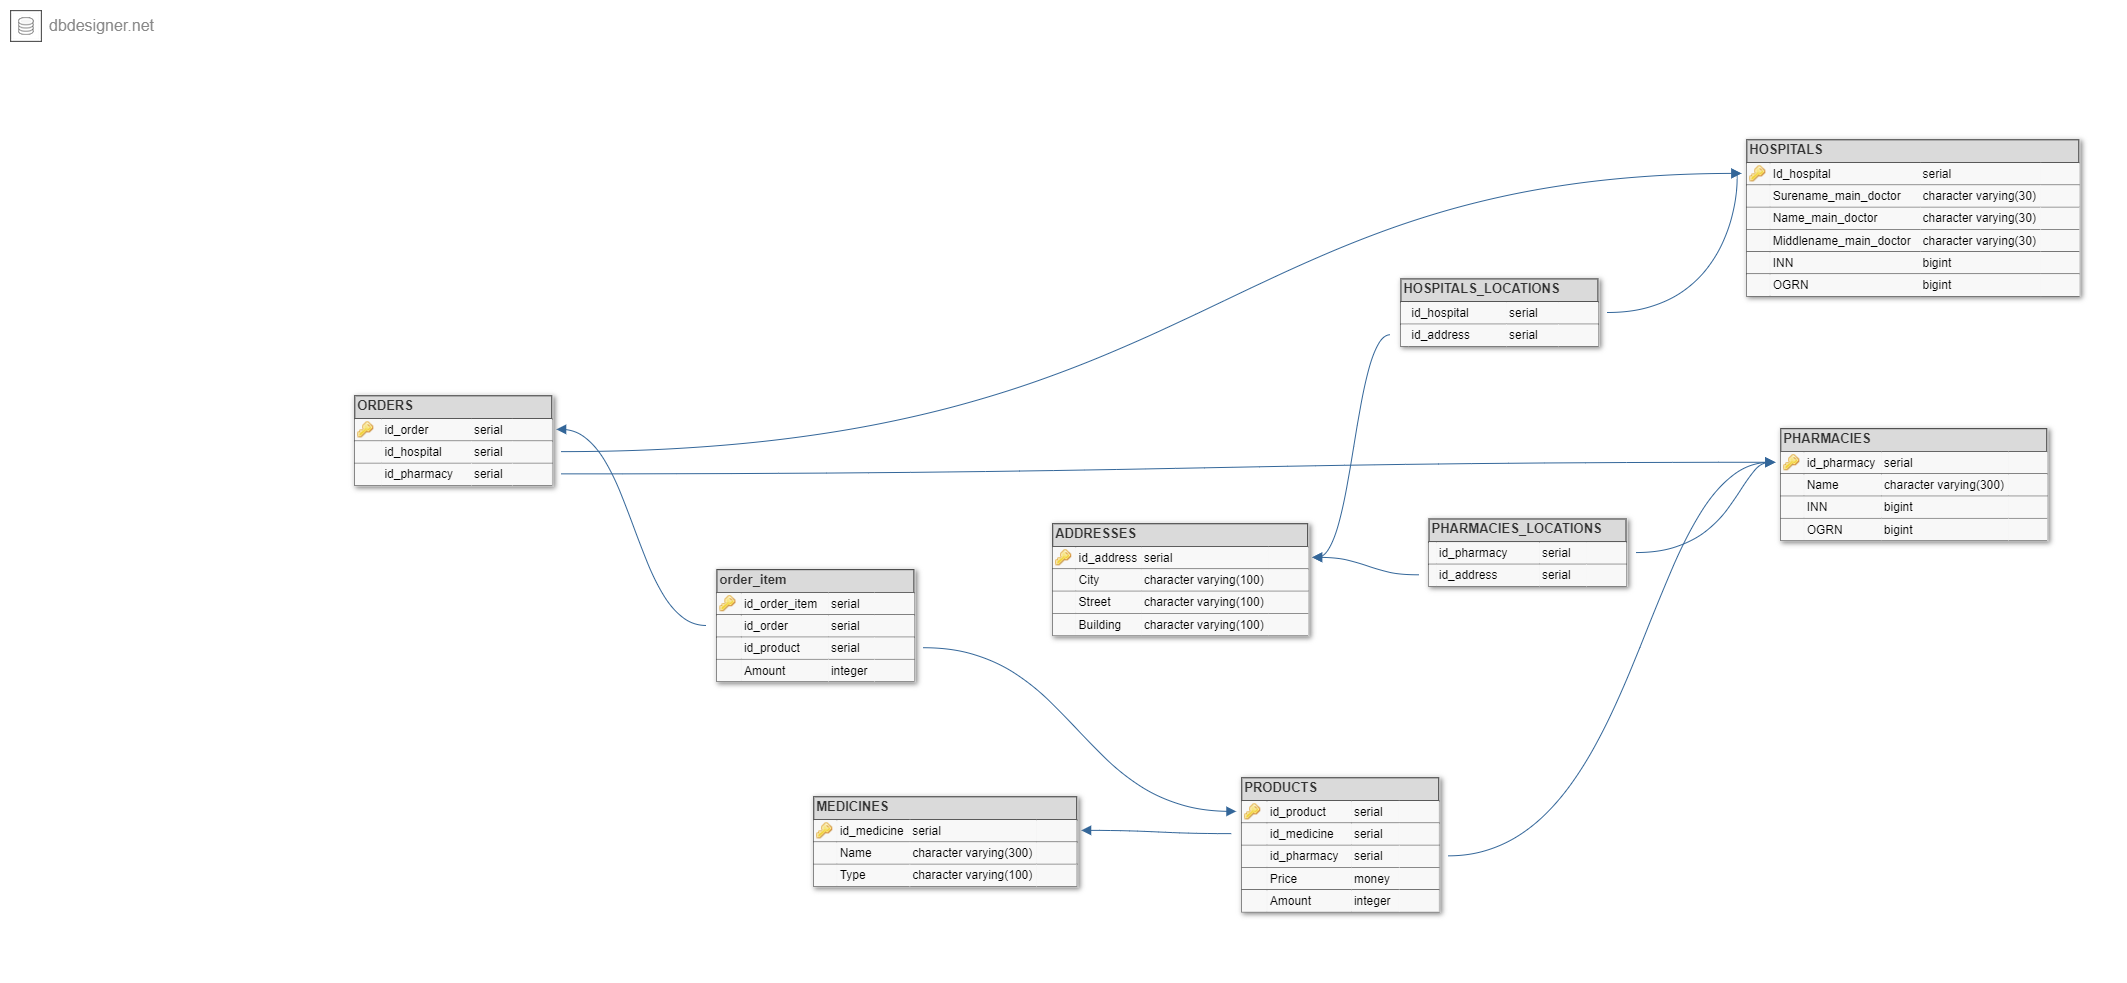 dbdesigner.net
HOSPITALS
Id_hospital serial
Surename_main_doctor character varying(30)
Name_main_doctor character varying(30)
Middlename_main_doctor character varying(30)
INN bigint
OGRN bigint
HOSPITALS_LOCATIONS
id_hospital serial
id_address serial
ORDERS
id_order serial
id_hospital serial
id_pharmacy serial
PHARMACIES
id_pharmacy serial
Name character varying(300)
INN bigint
OGRN bigint
ADDRESSES
id_address serial
City character varying(100)
Street character varying(100)
Building character varying(100)
PHARMACIES_LOCATIONS
id_pharmacy serial
id_address serial
order_item
id_order_item serial
id_order serial
id_product serial
Amount integer
MEDICINES
id_medicine serial
Name character varying(300)
Type character varying(100)
PRODUCTS
id_product serial
id_medicine serial
id_pharmacy serial
Price money
Amount integer